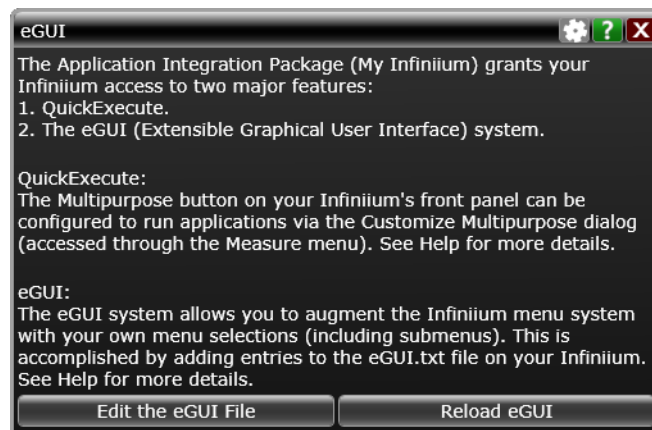 eGUI
?
X
The Application Integration Package (My Infiniium) grants your
Infiniium access to two major features:
1. QuickExecute.
2. The eGUI (Extensible Graphical User Interface) system.
QuickExecute:
The Multipurpose button on your Infiniium's front panel can be
configured to run applications via the Customize Multipurpose dialog
(accessed through the Measure menu). See Help for more details.
eGUI:
The eGUI system allows you to augment the Infiniium menu system
with your own menu selections (including submenus). This is
accomplished by adding entries to the eGUI.txt file on your Infiniium.
See Help for more details.
Edit the eGUI File
Reload eGUI